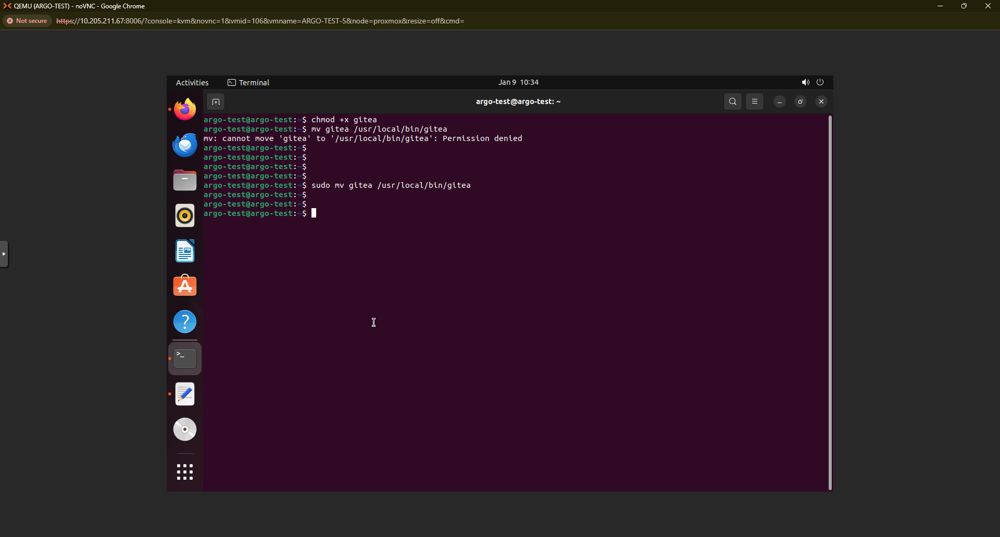 QEMU (ARGO-TEST) - noVNC - Google Chrome
Not secure https://10.205.211.67:8006/?console=kvm&novnc=1&vmid=106&vmname=ARGO-TEST-5&node=proxmox&resize=off&cmd=
Activities Terminal Jan 9 10:34
argo-test@argo-test: ~
argo-test@argo-test:~$ chmod +x gitea
argo-test@argo-test:~$ mv gitea /usr/local/bin/gitea
mv: cannot move 'gitea' to '/usr/local/bin/gitea': Permission denied
argo-test@argo-test:~$
argo-test@argo-test:~$
argo-test@argo-test:~$
argo-test@argo-test:~$
argo-test@argo-test:~$ sudo mv gitea /usr/local/bin/gitea
argo-test@argo-test:~$
argo-test@argo-test:~$
argo-test@argo-test:~$